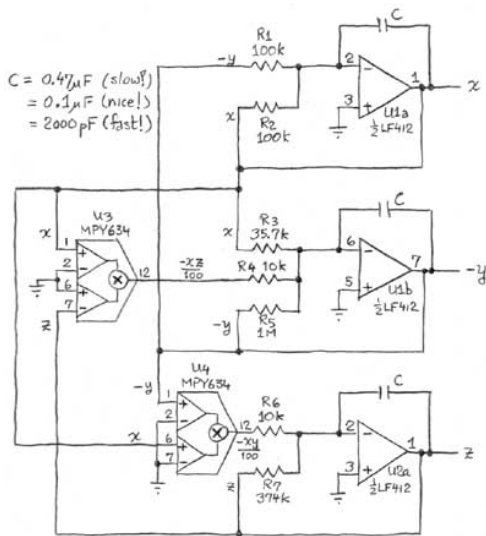 C = 0.47µF (slow!)
= 0.1µF (nice!)
= 2000pF (fast!)
R1
100k
-y
x
R2
100k
C
2
3
1
U1a
½LF412
x
U3
MPY634
x
1
2
6
7
z
12
-xz/100
x
R3
35.7k
R4 10k
R5
1M
-y
C
6
5
7
U1b
½LF412
-y
-y
U4
MPY634
1
2
6
7
x
12
-xy/100
R6
10k
z
R7
374k
C
2
3
1
U2a
½LF412
z